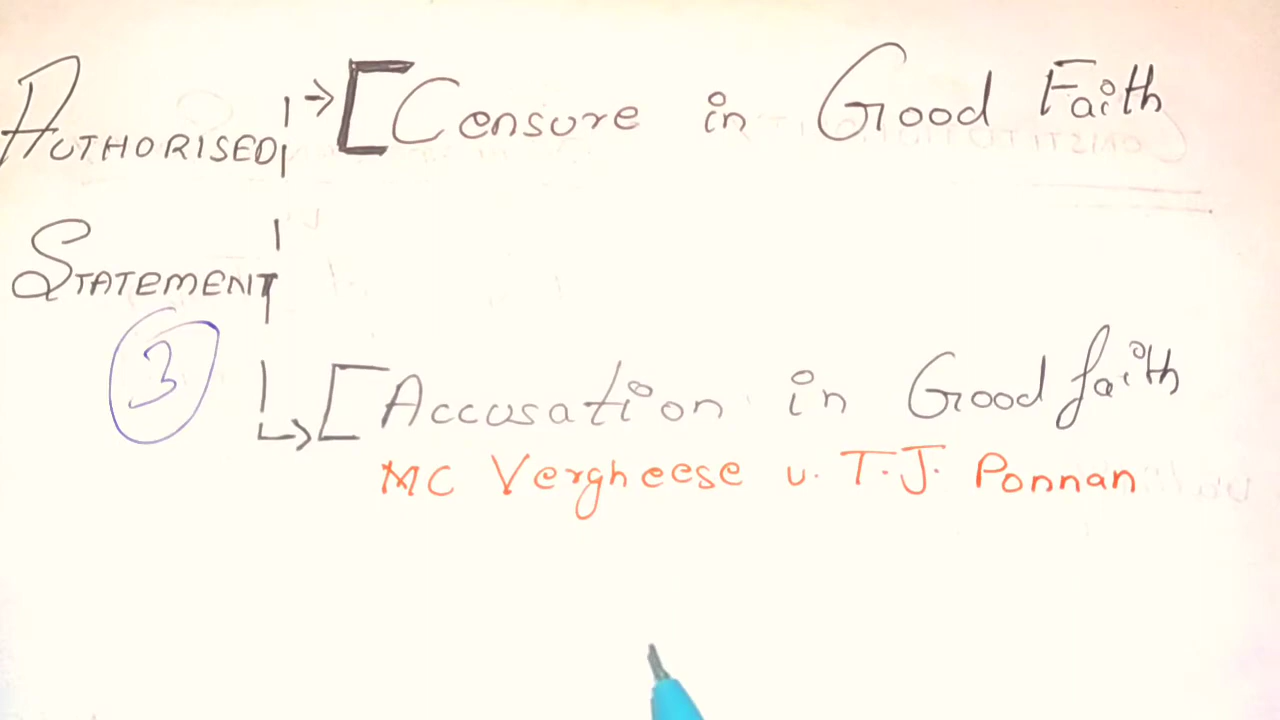 AUTHORISED → [Censure in Good Faith
STATEMENT
3
↳ [Accusation in Good faith
MC Vergheese v. T.J. Ponnan